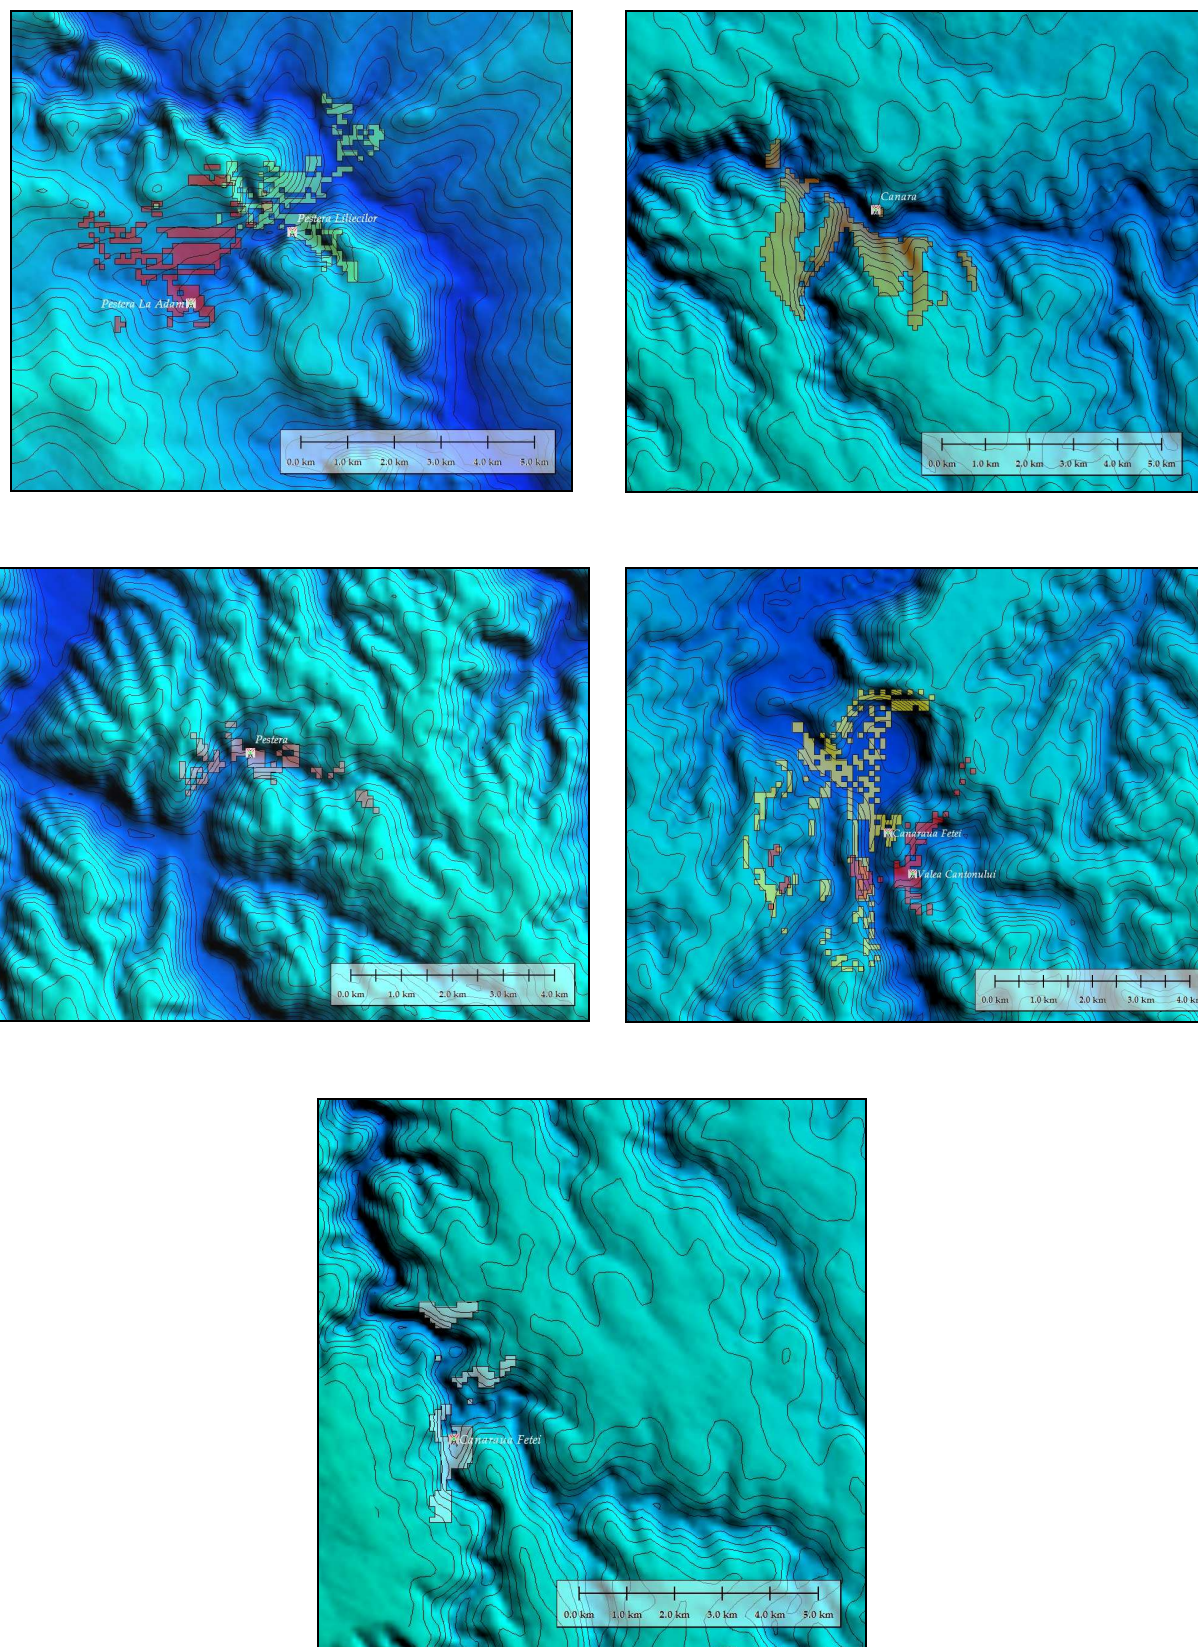 Pestera Liliecilor
Pestera La Adam
0.0 km 1.0 km 2.0 km 3.0 km 4.0 km 5.0 km
Canara
0.0 km 1.0 km 2.0 km 3.0 km 4.0 km 5.0 km
Pestera
0.0 km 1.0 km 2.0 km 3.0 km 4.0 km
Canaraua Fetei
Valea Cantonului
0.0 km 1.0 km 2.0 km 3.0 km 4.0 k
Canaraua Fetei
0.0 km 1.0 km 2.0 km 3.0 km 4.0 km 5.0 km